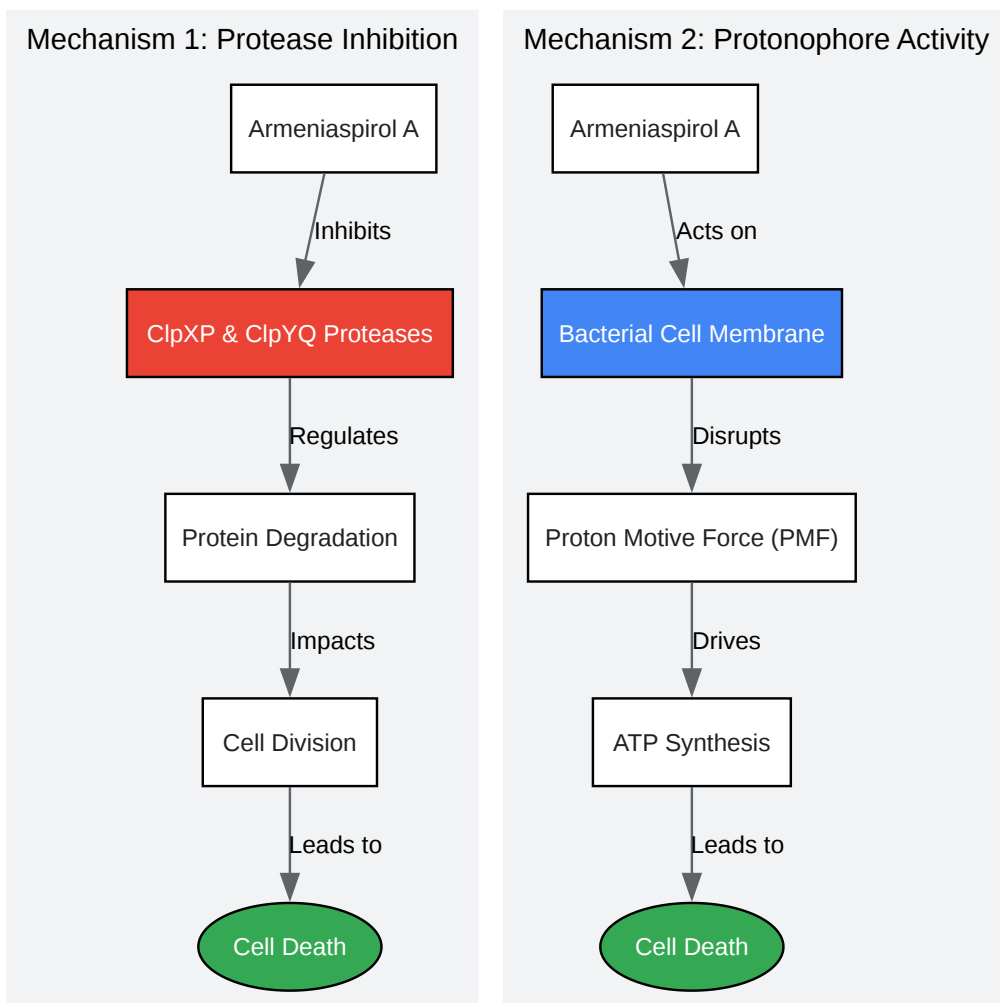 Mechanism 1: Protease Inhibition
Armeniaspirol A
Inhibits
ClpXP & ClpYQ Proteases
Regulates
Protein Degradation
Impacts
Cell Division
Leads to
Cell Death
Mechanism 2: Protonophore Activity
Armeniaspirol A
Acts on
Bacterial Cell Membrane
Disrupts
Proton Motive Force (PMF)
Drives
ATP Synthesis
Leads to
Cell Death